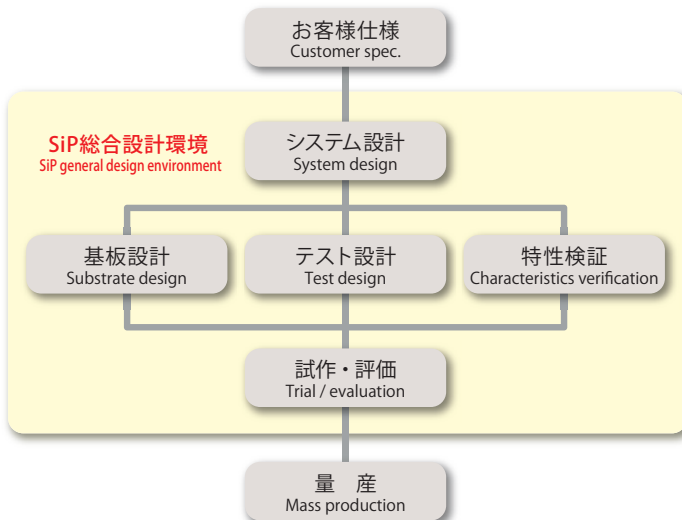 お客様仕様
Customer spec.
SiP総合設計環境
SiP general design environment
システム設計
System design
基板設計
Substrate design
テスト設計
Test design
特性検証
Characteristics verification
試作・評価
Trial / evaluation
量　産
Mass production